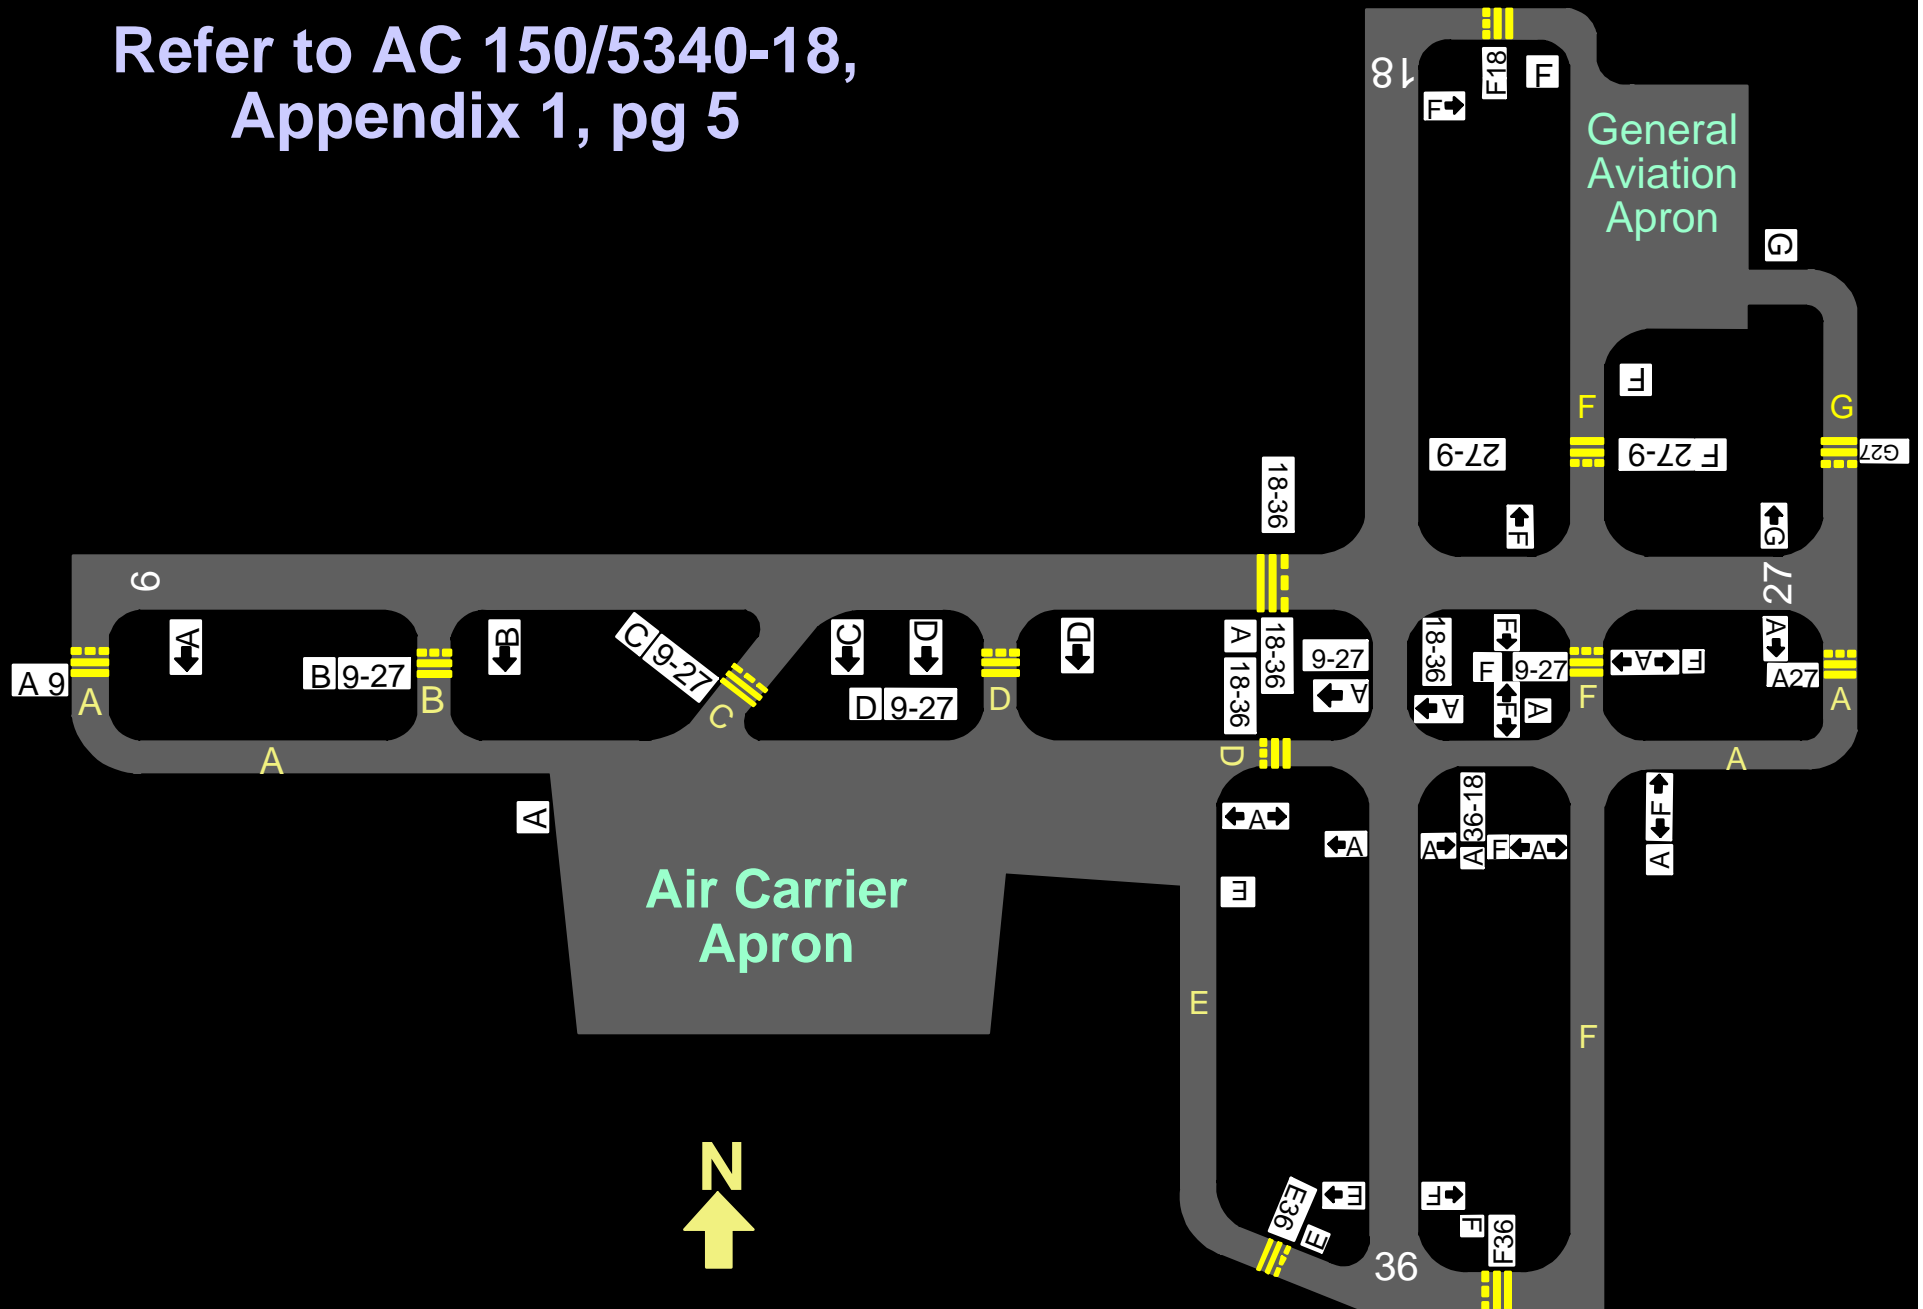 Refer to AC 150/5340-18,
Appendix 1, pg 5
18
F18
F
F
General
Aviation
Apron
G
F
F
G
27-9
27-9 F
G27
18-36
F
G
9
27
A
B
C 9-27
C
D
D
A
18-36
18-36
9-27
A
18-36
A
F
F 9-27
F
A
A F
A
A27
A 9
A
B 9-27
B
C
D 9-27
D
F
A
A
D
A
A
A
A
E
A
A
36-18
A
F
A
F
A
Air Carrier
Apron
E
F
N
E36
E
E
F
F
F36
36